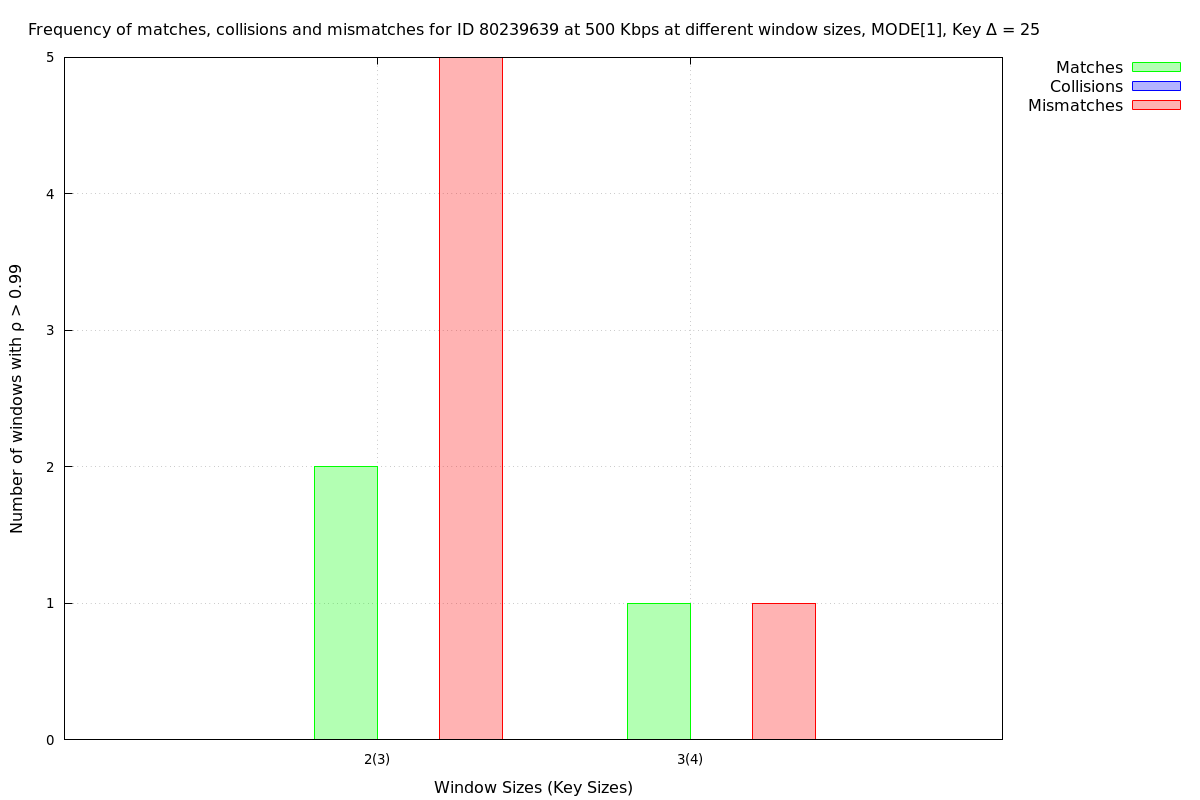 Frequency of matches, collisions and mismatches for ID 80239639 at 500 Kbps at different window sizes, MODE[1], Key Δ = 25
Matches
Collisions
Mismatches
Number of windows with ρ > 0.99
5
4
3
2
1
0
2(3)
3(4)
Window Sizes (Key Sizes)